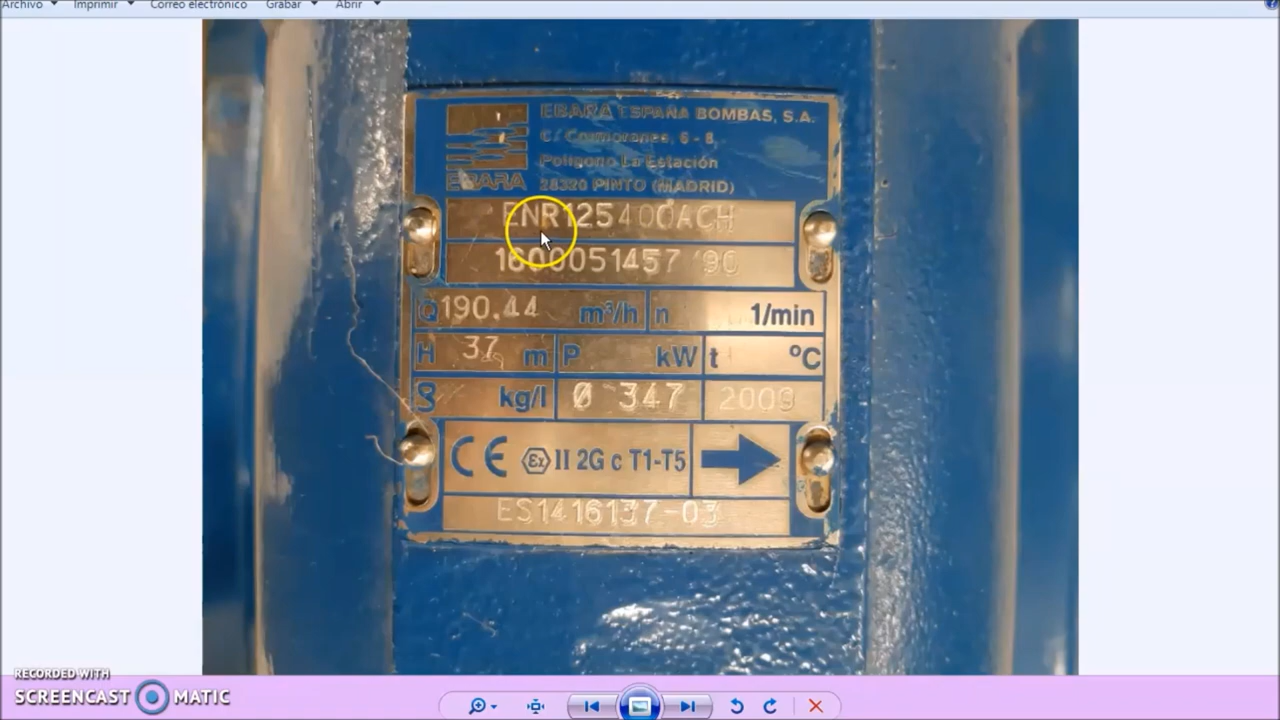 Archivo Imprimir Correo electrónico Grabar Abrir
EBARA ESPAÑA BOMBAS, S.A.
C/ Cormoranes, 6 - 8,
Polígono La Estación
EBARA 28320 PINTO (MADRID)
ENR125400ACH
1600051457 90
Q 190,44 m³/h n 1/min
H 37 m P kW t ºC
kg/l Ø 347 2009
CE Ex II 2G c T1-T5
ES1416137-03
RECORDED WITH
SCREENCAST MATIC